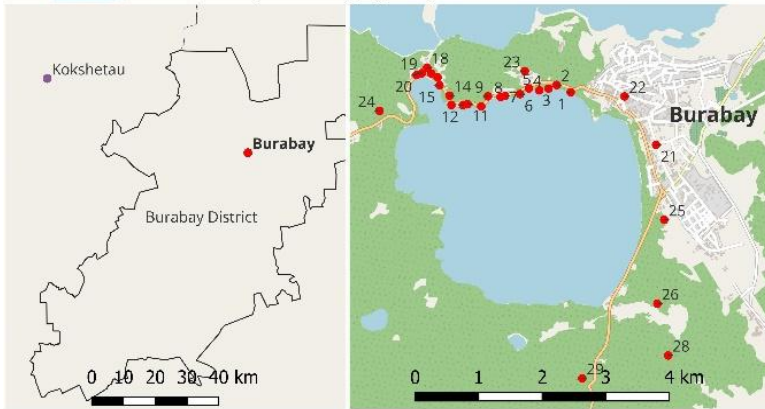 Kokshetau
Burabay
Burabay District
0 10 20 30 40 km
19 18
20
23
24
15
14 9 8 7 5 4 3 2
12 11 6 1
22
Burabay
21
25
26
28
29
0 1 2 3 4 km